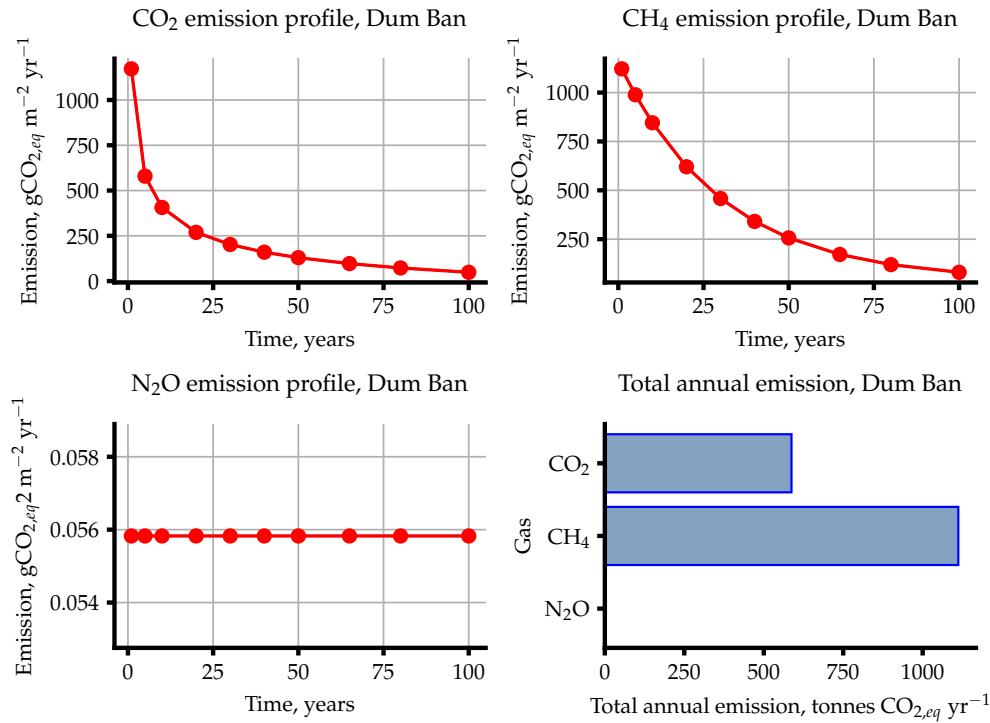 CO₂ emission profile, Dum Ban
Emission, gCO₂,eq m⁻² yr⁻¹
1000
750
500
250
0
0 25 50 75 100
Time, years
CH₄ emission profile, Dum Ban
Emission, gCO₂,eq m⁻² yr⁻¹
1000
750
500
250
0 25 50 75 100
Time, years
N₂O emission profile, Dum Ban
Emission, gCO₂,eq2 m⁻² yr⁻¹
0.058
0.056
0.054
0 25 50 75 100
Time, years
Total annual emission, Dum Ban
Gas
CO₂
CH₄
N₂O
0 250 500 750 1000
Total annual emission, tonnes CO₂,eq yr⁻¹